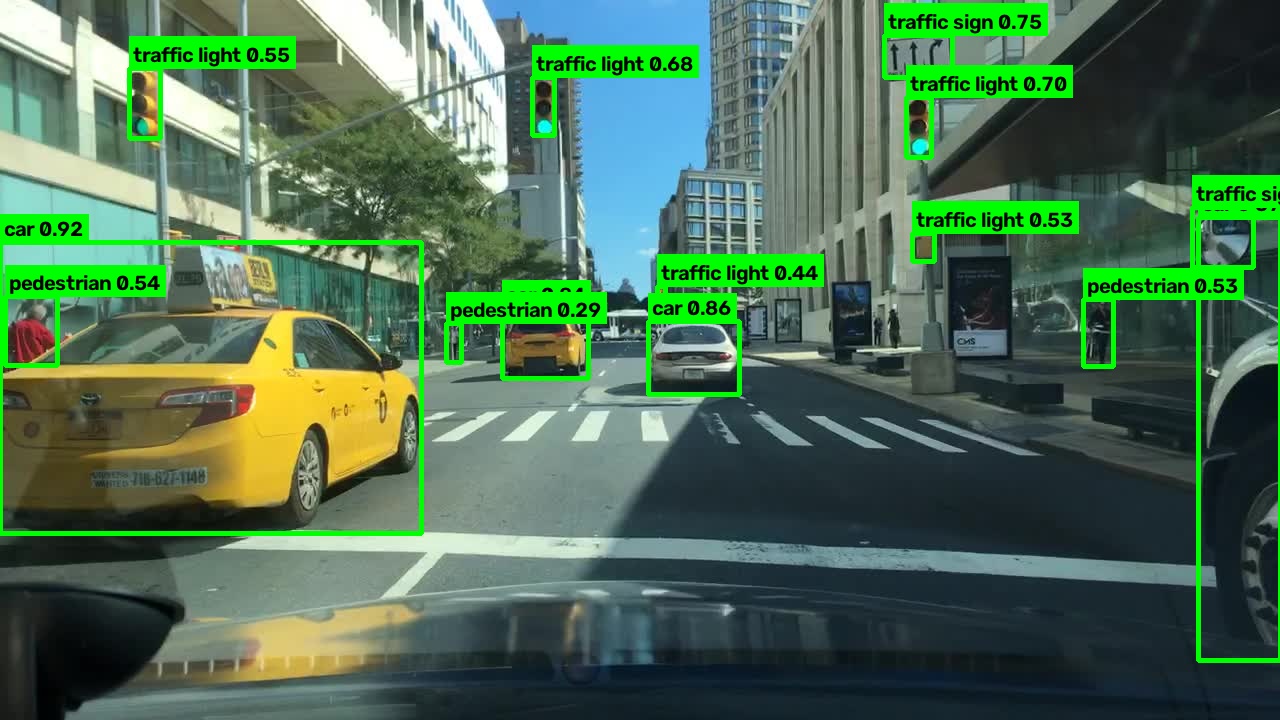 traffic sign 0.75
traffic light 0.55
traffic light 0.68
traffic light 0.70
traffic light 0.53
car 0.92
traffic light 0.44
pedestrian 0.54
pedestrian 0.29
car 0.86
pedestrian 0.53
CMS
718-627-1148